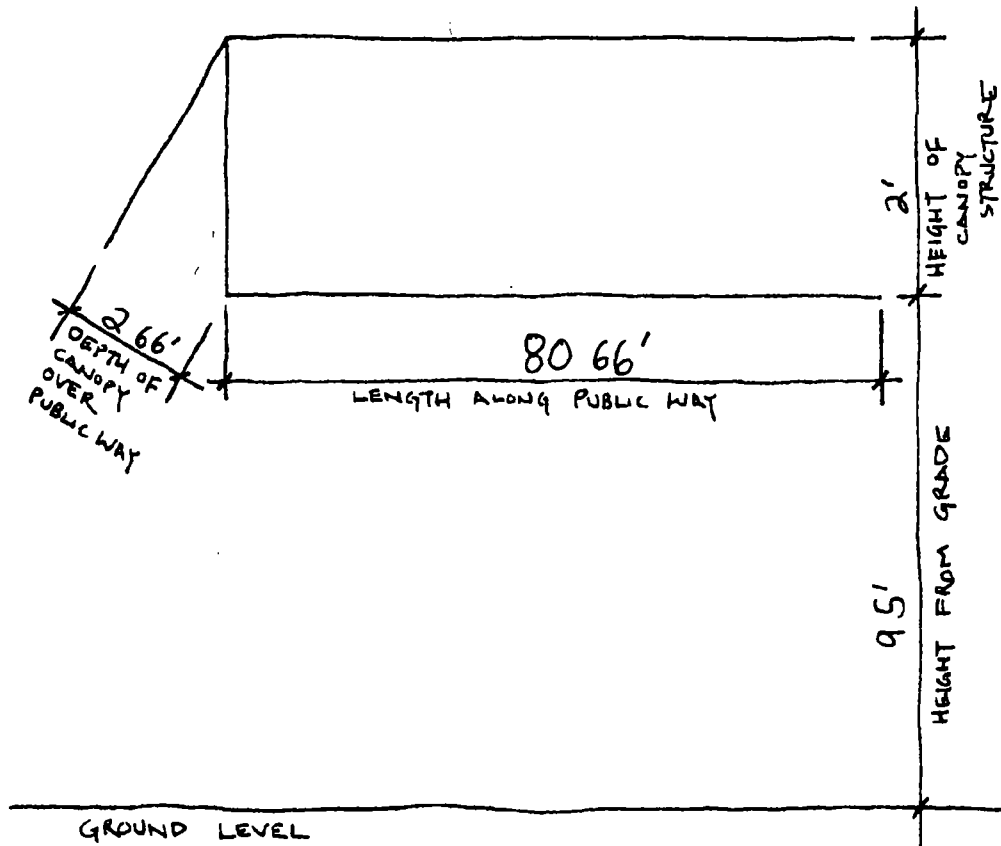 2'
HEIGHT OF
CANOPY
STRUCTURE
2 66'
DEPTH OF
CANOPY
OVER
PUBLIC WAY
80 66'
LENGTH ALONG PUBLIC WAY
9 5'
HEIGHT FROM GRADE
GROUND LEVEL